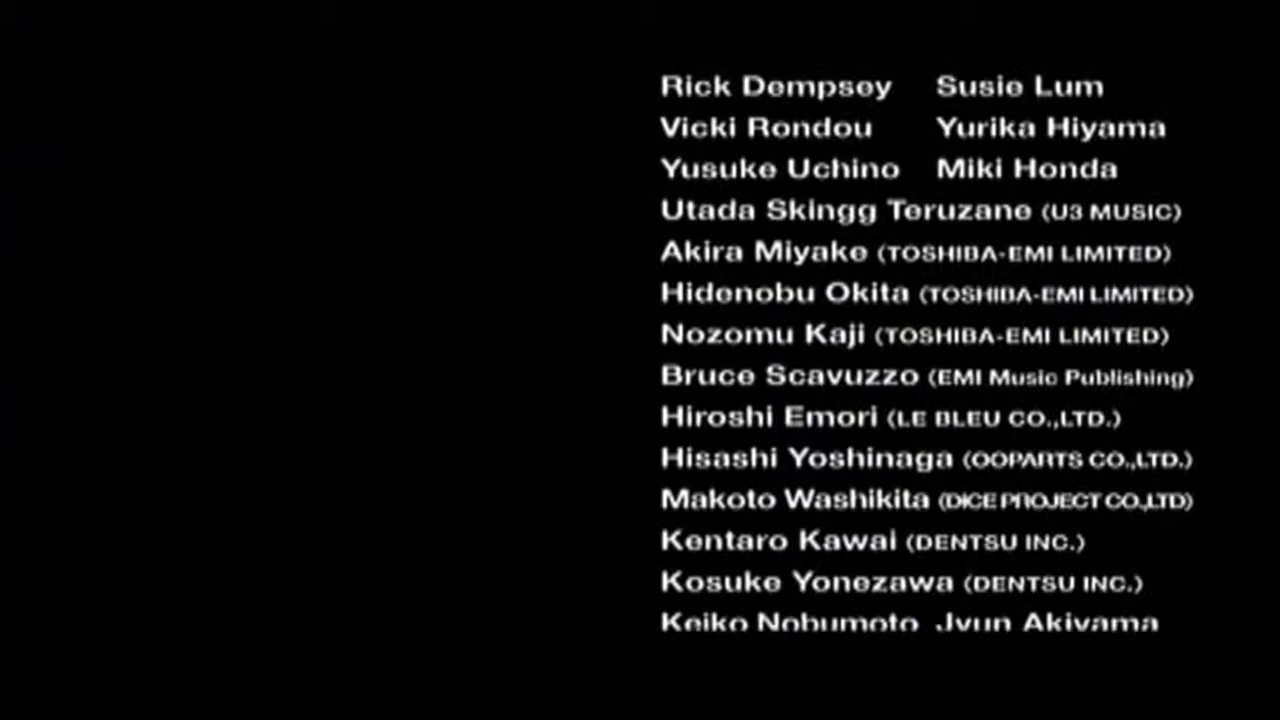 Rick Dempsey Susie Lum
Vicki Rondou Yurika Hiyama
Yusuke Uchino Miki Honda
Utada Skingg Teruzane (U3 MUSIC)
Akira Miyake (TOSHIBA-EMI LIMITED)
Hidenobu Okita (TOSHIBA-EMI LIMITED)
Nozomu Kaji (TOSHIBA-EMI LIMITED)
Bruce Scavuzzo (EMI Music Publishing)
Hiroshi Emori (LE BLEU CO.,LTD.)
Hisashi Yoshinaga (OOPARTS CO.,LTD.)
Makoto Washikita (DICE PROJECT CO.,LTD)
Kentaro Kawai (DENTSU INC.)
Kosuke Yonezawa (DENTSU INC.)
Keiko Nobumoto Jyun Akiyama